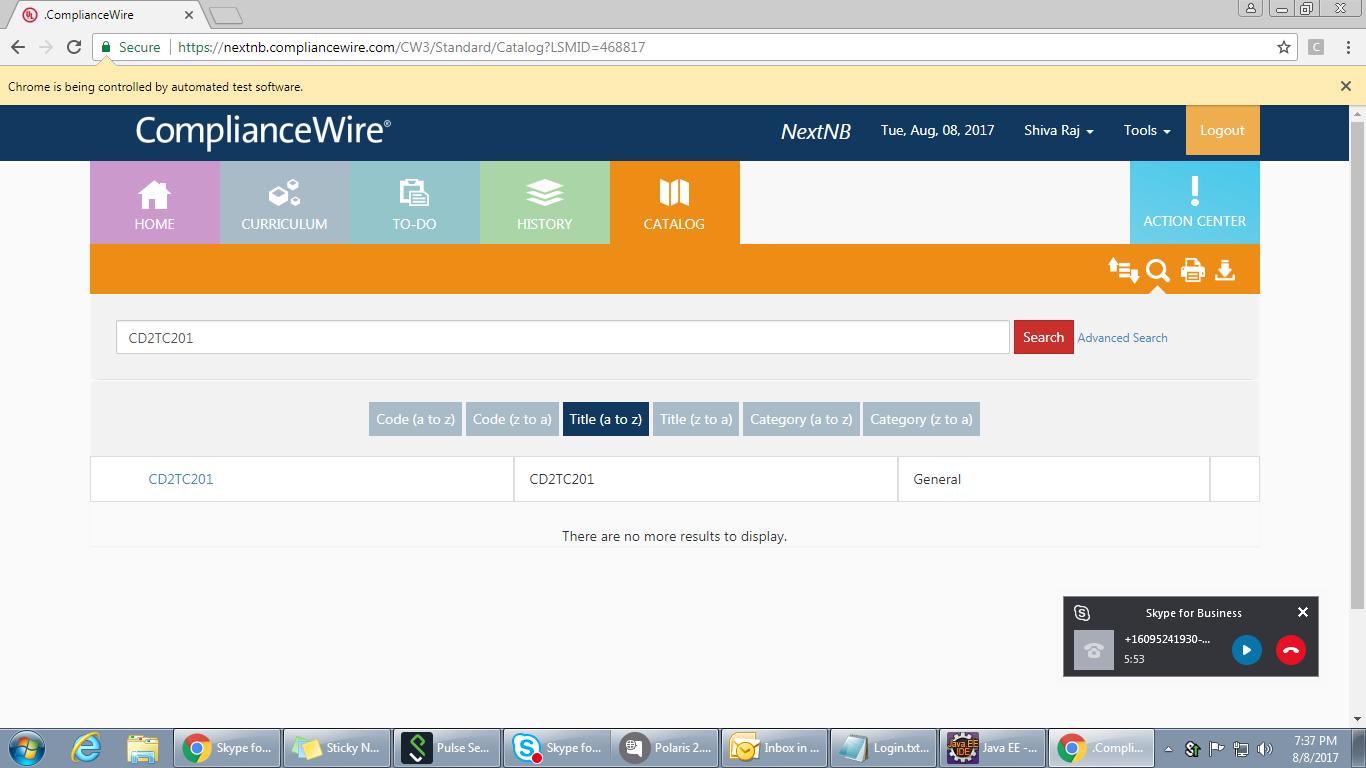 .ComplianceWire
Secure https://nextnb.compliancewire.com/CW3/Standard/Catalog?LSMID=468817
C
Chrome is being controlled by automated test software.
ComplianceWire®
NextNB Tue, Aug, 08, 2017 Shiva Raj Tools Logout
HOME CURRICULUM TO-DO HISTORY CATALOG ACTION CENTER
CD2TC201 Search Advanced Search
Code (a to z) Code (z to a) Title (a to z) Title (z to a) Category (a to z) Category (z to a)
CD2TC201 CD2TC201 General
There are no more results to display.
Skype for Business
+16095241930-...
5:53
Skype fo... Sticky N... Pulse Se... Skype fo... Polaris 2.... Inbox in ... Login.txt... Java EE -... .Compli...
7:37 PM
8/8/2017